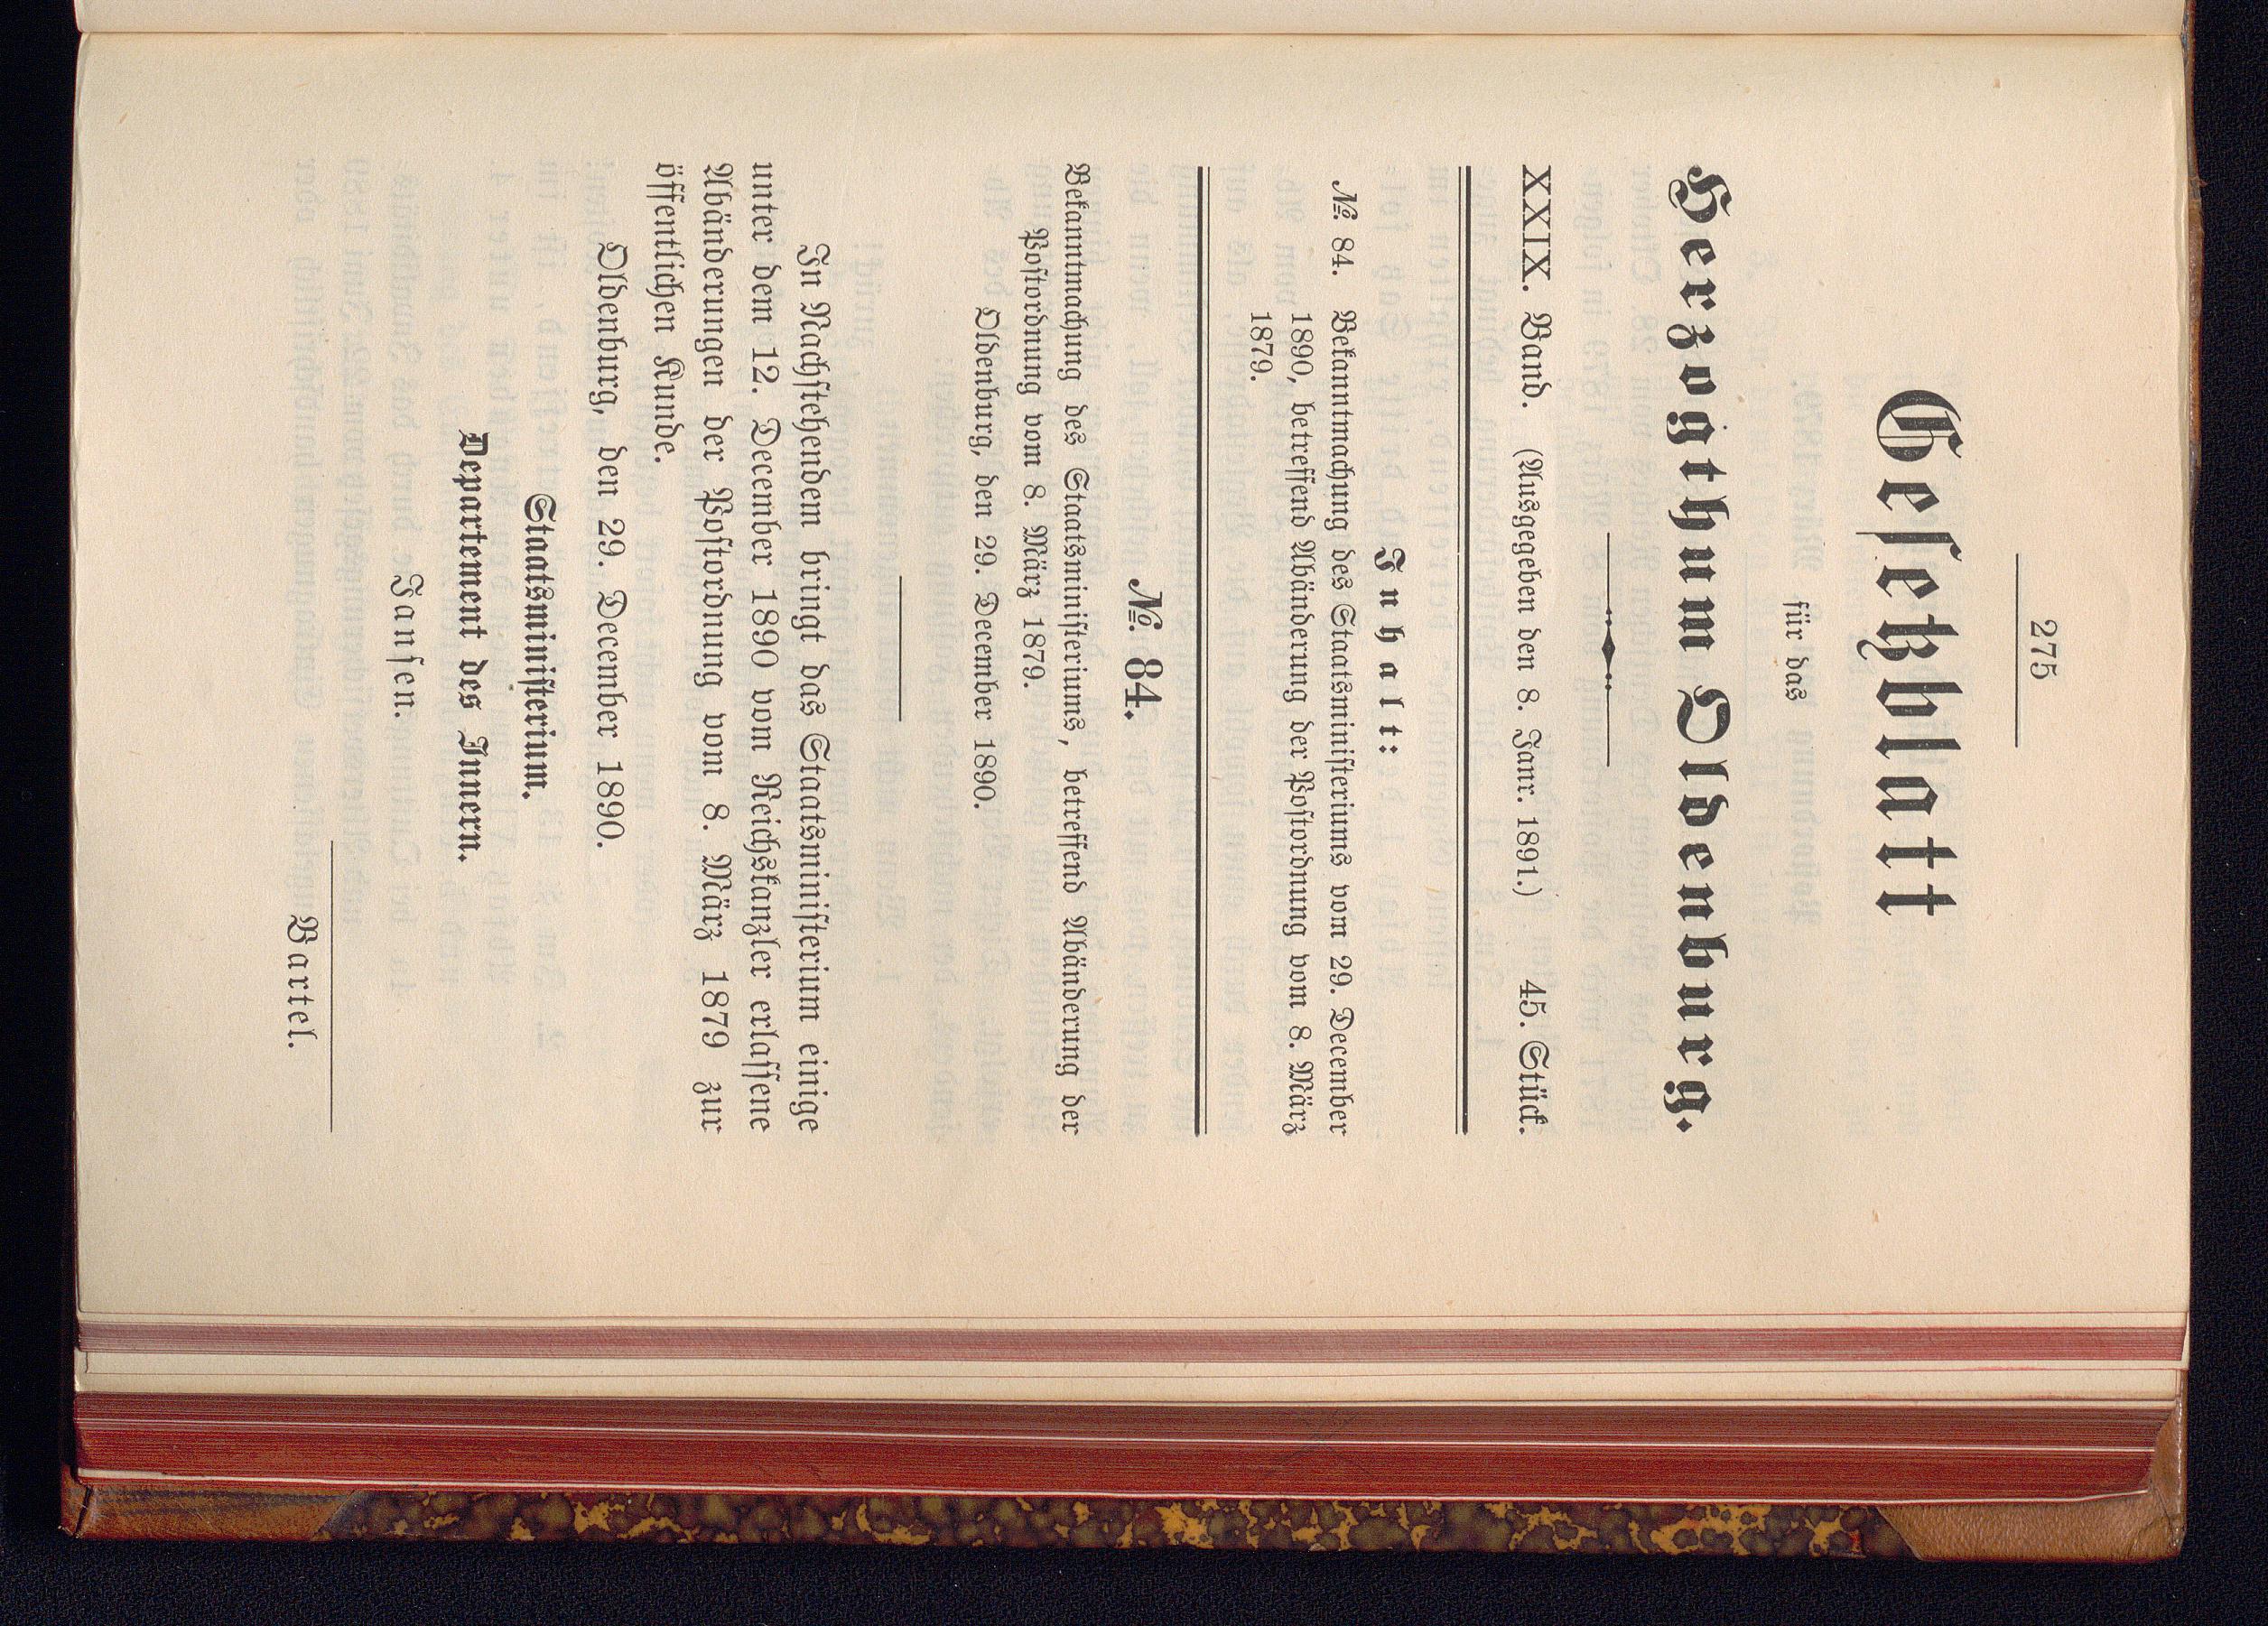 275
Geſetzblatt
für das
Herzogthum Oldenburg.
XXIX. Band. (Ausgegeben den 8. Janr. 1891.) 45. Stück.
Inhalt:
№. 84. Bekanntmachung des Staatsminiſteriums vom 29. December
1890, betreffend Abänderung der Poſtordnung vom 8. März
1879.
№. 84.
Bekanntmachung des Staatsminiſteriums, betreffend Abänderung der
Poſtordnung vom 8. März 1879.
Oldenburg, den 29. December 1890.
In Nachſtehendem bringt das Staatsminiſterium einige
unter dem 12. December 1890 vom Reichskanzler erlaſſene
Abänderungen der Poſtordnung vom 8. März 1879 zur
öffentlichen Kunde.
Oldenburg, den 29. December 1890.
Staatsminiſterium.
Departement des Innern.
Janſen.
Bartel.